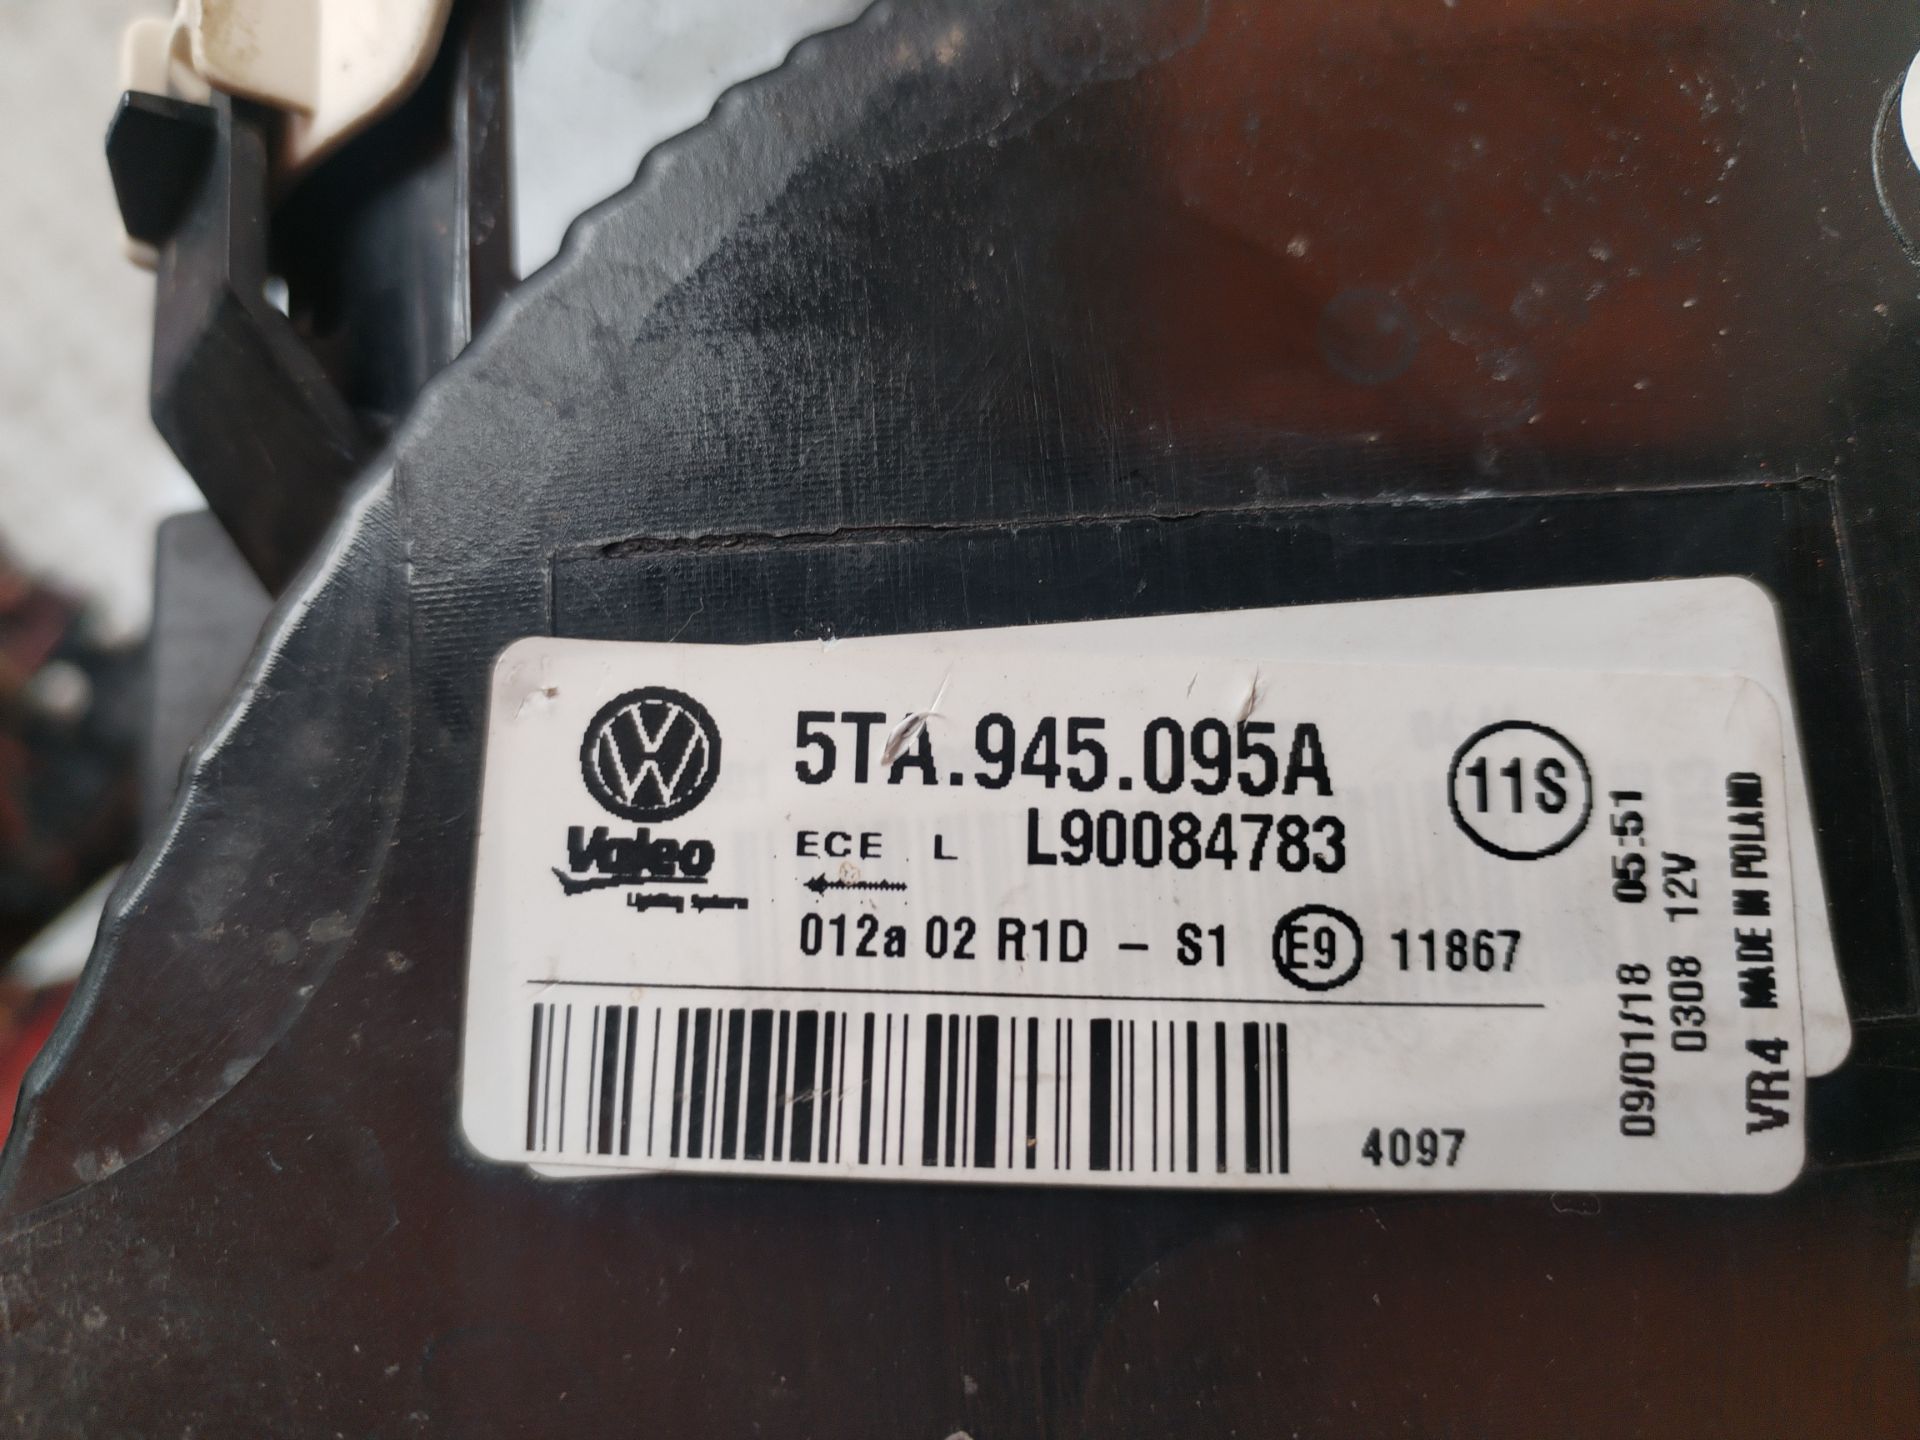 5TA.945.095A
11S
Valeo
Lighting Systems
ECE L L90084783
012a 02 R1D - S1 E9 11867
4097
09/01/18 05:51
0308 12V
VR4 MADE IN POLAND